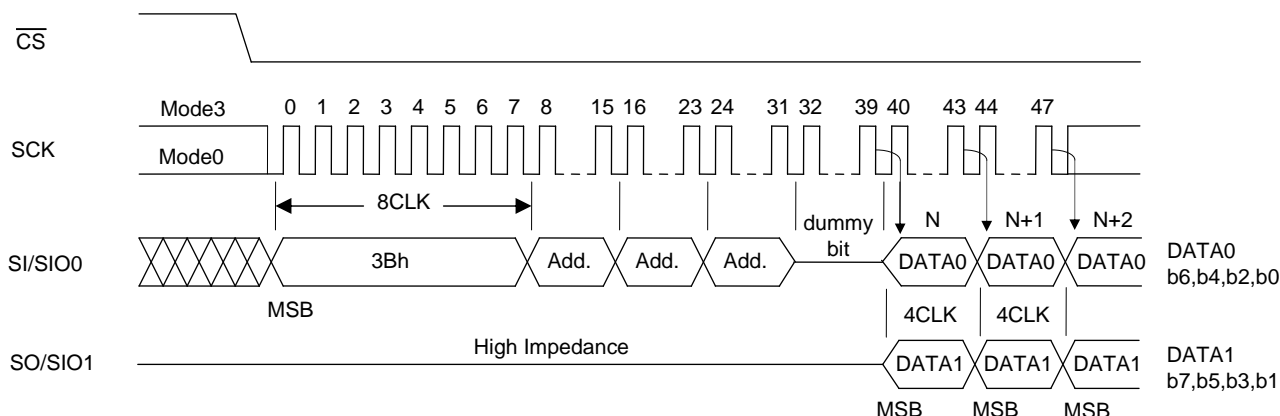 CS
Mode3 0 1 2 3 4 5 6 7 8 15 16 23 24 31 32 39 40 43 44 47
SCK
Mode0
8CLK
dummy
bit
N N+1 N+2
SI/SIO0 3Bh Add. Add. Add. DATA0 DATA0 DATA0
DATA0
b6,b4,b2,b0
MSB
4CLK 4CLK
High Impedance
SO/SIO1 DATA1 DATA1 DATA1
DATA1
b7,b5,b3,b1
MSB MSB MSB